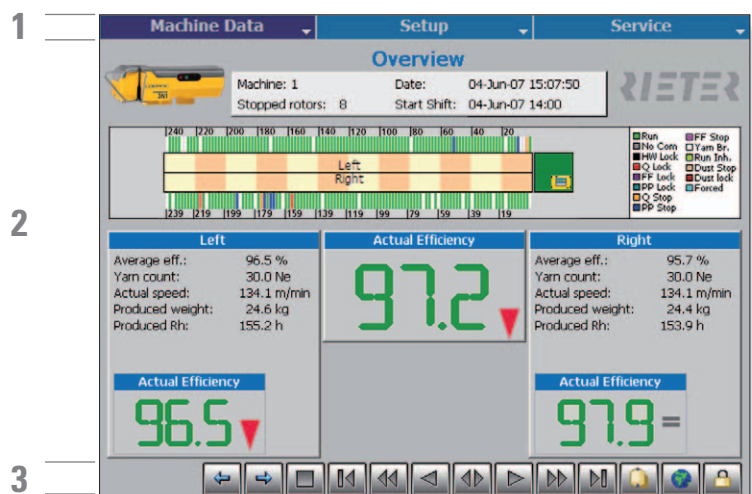 1
Machine Data Setup Service
Overview
Machine: 1 Date: 04-Jun-07 15:07:50
Stopped rotors: 8 Start Shift: 04-Jun-07 14:00
RIETER
240 220 200 180 160 140 120 100 80 60 40 20
Left
Right
239 219 199 179 159 139 119 99 79 59 39 19
Run FF Stop
No Com Yarn Br.
HW Lock Run Inh.
Q Lock Dust Stop
FF Lock Dust lock
PP Lock Forced
Q Stop
PP Stop
2
Left
Average eff.: 96.5 %
Yarn count: 30.0 Ne
Actual speed: 134.1 m/min
Produced weight: 24.6 kg
Produced Rh: 155.2 h
Actual Efficiency
96.5
Actual Efficiency
97.2
Right
Average eff.: 95.7 %
Yarn count: 30.0 Ne
Actual speed: 134.1 m/min
Produced weight: 24.4 kg
Produced Rh: 153.9 h
Actual Efficiency
97.9 =
3